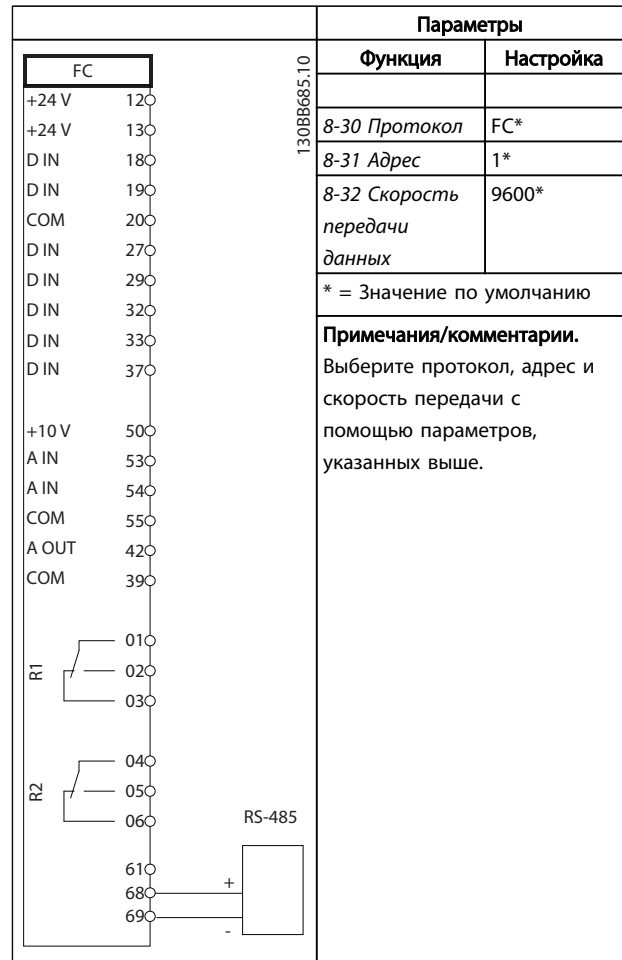 FC
130BB685.10
+24 V 12
+24 V 13
D IN 18
D IN 19
COM 20
D IN 27
D IN 29
D IN 32
D IN 33
D IN 37
+10 V 50
A IN 53
A IN 54
COM 55
A OUT 42
COM 39
R1
01
02
03
R2
04
05
06
RS-485
61
68 +
69 -
Параметры
Функция Настройка
8-30 Протокол FC*
8-31 Адрес 1*
8-32 Скорость 9600*
передачи
данных
* = Значение по умолчанию
Примечания/комментарии.
Выберите протокол, адрес и
скорость передачи с
помощью параметров,
указанных выше.